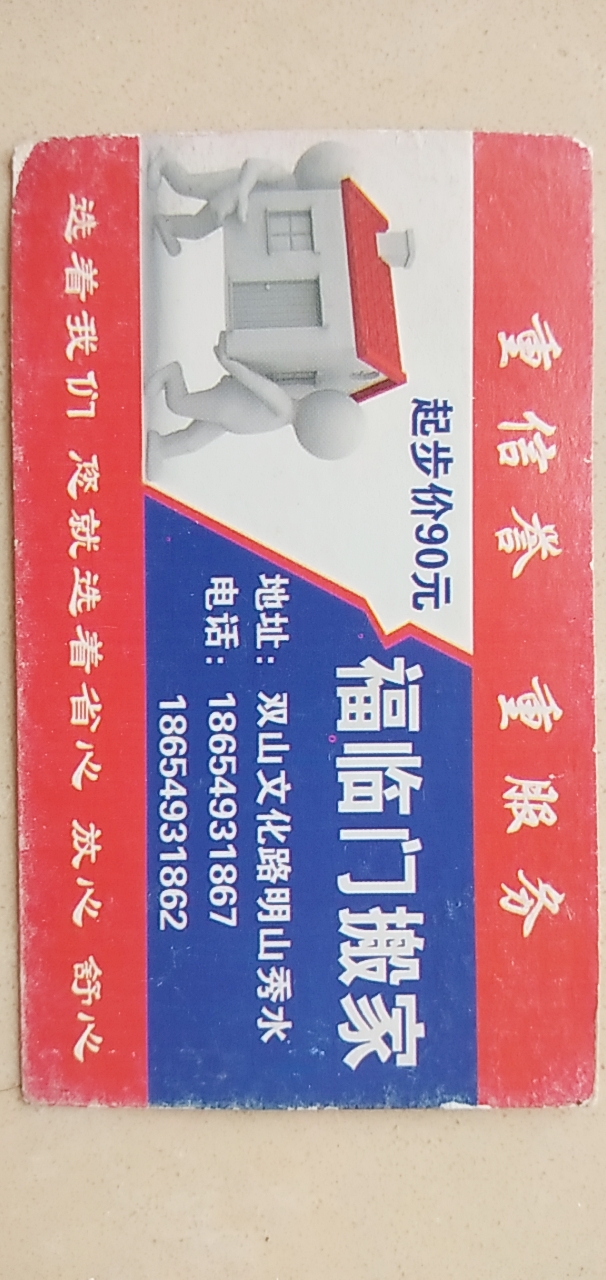 重信誉 重服务
起步价90元
福临门搬家
地址：双山文化路明山秀水
电话：18654931867
18654931862
选着我们 您就选着省心 放心 舒心